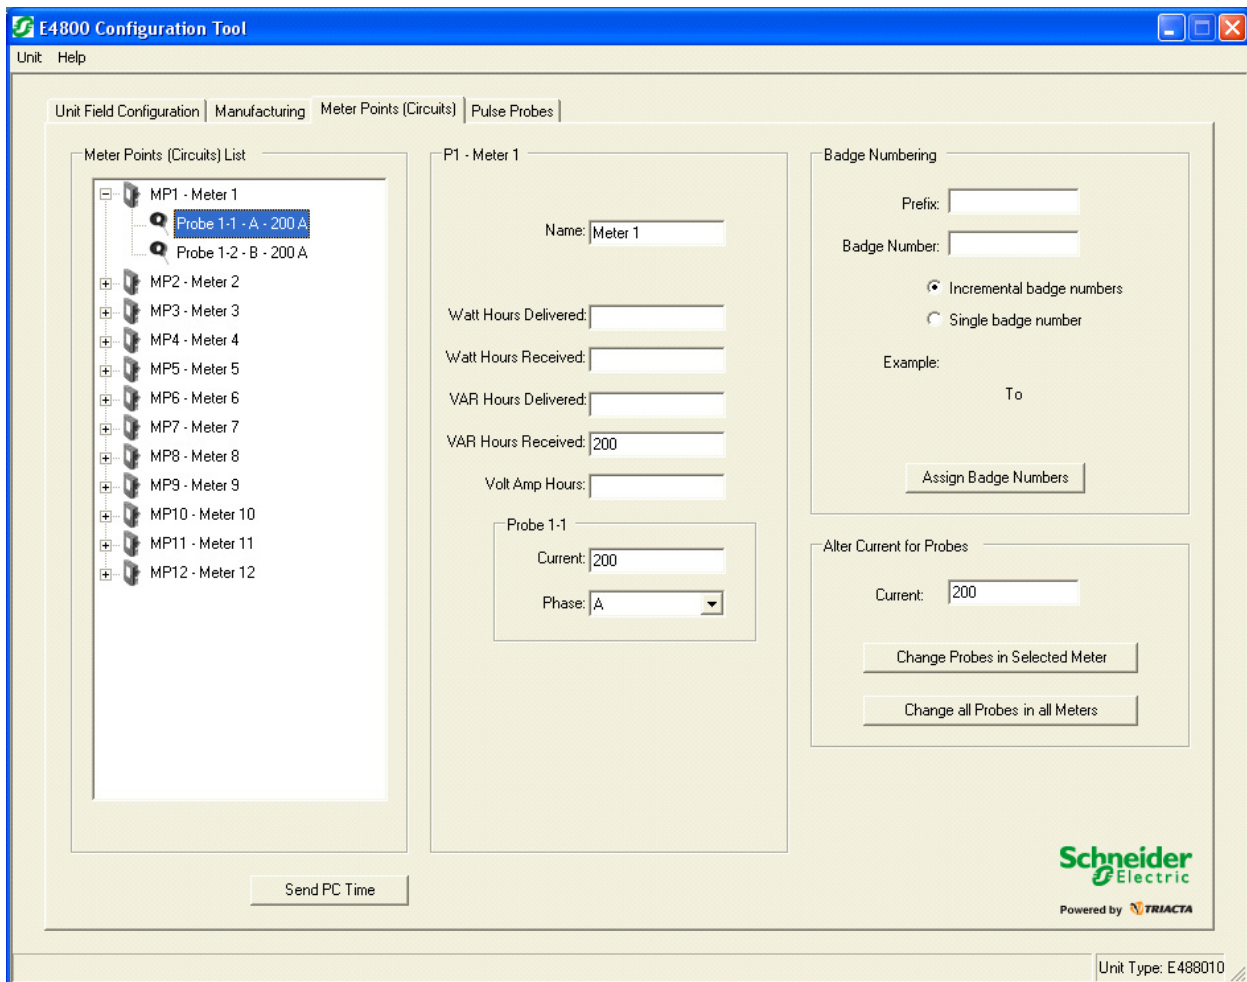 E4800 Configuration Tool
Unit Help
Unit Field Configuration Manufacturing Meter Points (Circuits) Pulse Probes
Meter Points (Circuits) List
MP1 - Meter 1
Probe 1-1 - A - 200 A
Probe 1-2 - B - 200 A
MP2 - Meter 2
MP3 - Meter 3
MP4 - Meter 4
MP5 - Meter 5
MP6 - Meter 6
MP7 - Meter 7
MP8 - Meter 8
MP9 - Meter 9
MP10 - Meter 10
MP11 - Meter 11
MP12 - Meter 12
Send PC Time
P1 - Meter 1
Name: Meter 1
Watt Hours Delivered:
Watt Hours Received:
VAR Hours Delivered:
VAR Hours Received: 200
Volt Amp Hours:
Probe 1-1
Current: 200
Phase: A
Badge Numbering
Prefix:
Badge Number:
Incremental badge numbers
Single badge number
Example:
To
Assign Badge Numbers
Alter Current for Probes
Current: 200
Change Probes in Selected Meter
Change all Probes in all Meters
Schneider
Electric
Powered by TRIACTA
Unit Type: E488010